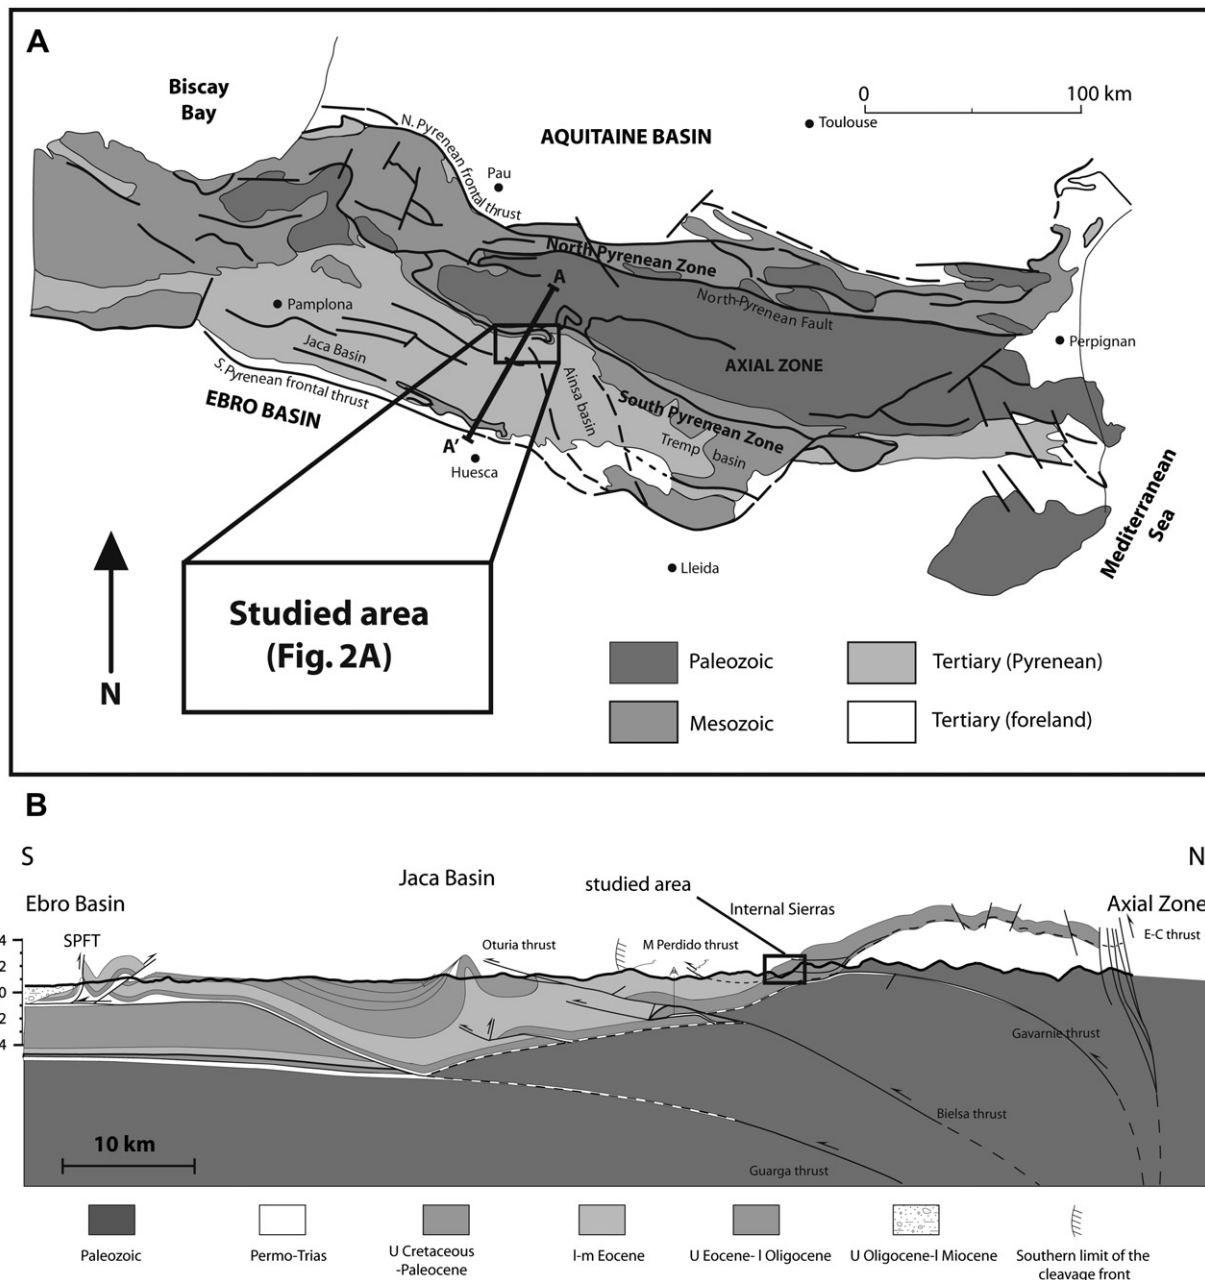 A
Biscay
Bay
0
100 km
Toulouse
AQUITAINE BASIN
N. Pyrenean frontal thrust
Pau
North Pyrenean Zone
A
North-Pyrenean Fault
Pamplona
Perpignan
Jaca Basin
AXIAL ZONE
S. Pyrenean frontal thrust
Ainsa basin
EBRO BASIN
South Pyrenean Zone
Tremp basin
A'
Huesca
Mediterranean
Sea
Lleida
Studied area
(Fig. 2A)
N
Paleozoic
Tertiary (Pyrenean)
Mesozoic
Tertiary (foreland)
B
S
N
Jaca Basin
studied area
Ebro Basin
Internal Sierras
Axial Zone
SPFT
Oturia thrust
M Perdido thrust
E-C thrust
4
2
0
2
4
Gavarnie thrust
Bielsa thrust
10 km
Guarga thrust
Paleozoic
Permo-Trias
U Cretaceous
-Paleocene
l-m Eocene
U Eocene- l Oligocene
U Oligocene-l Miocene
Southern limit of the
cleavage front